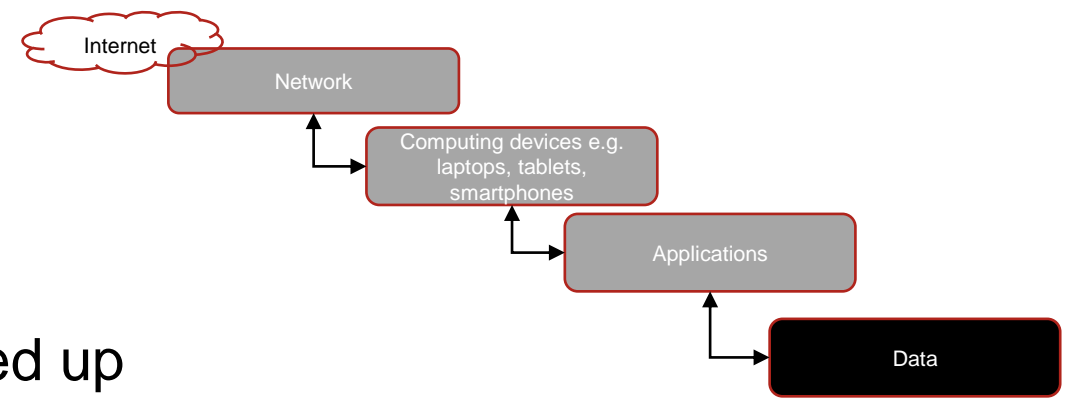 Internet
Network
Computing devices e.g.
laptops, tablets,
smartphones
Applications
Data
ed up